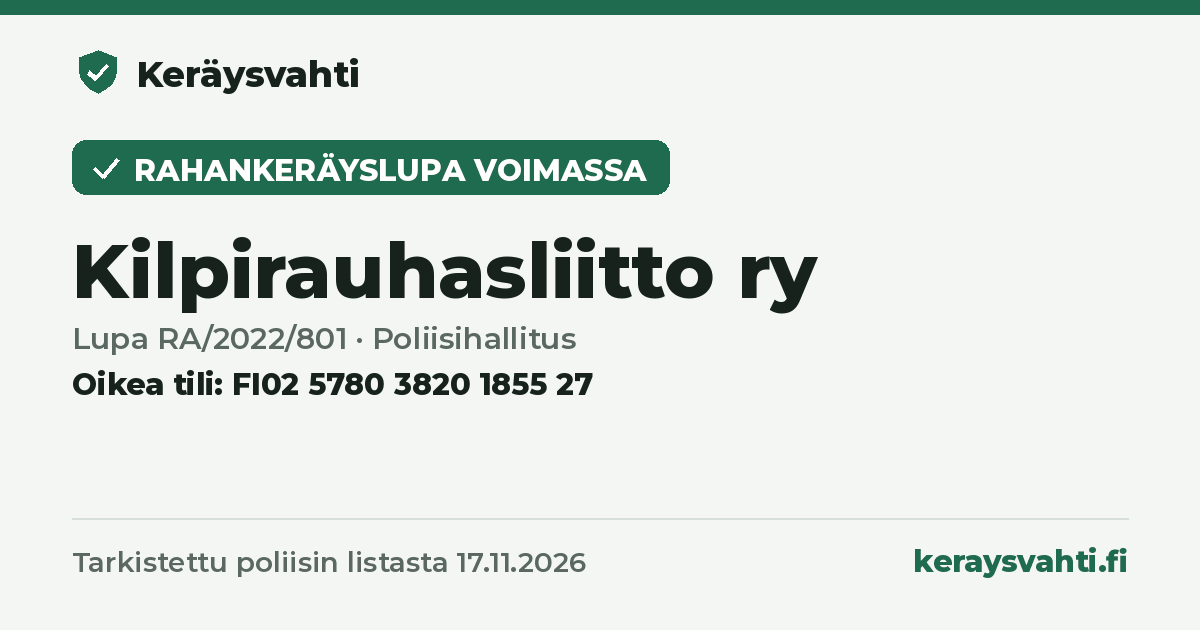 Keräysvahti
RAHANKERÄYSLUPA VOIMASSA
Kilpirauhasliitto ry
Lupa RA/2022/801 · Poliisihallitus
Oikea tili: FI02 5780 3820 1855 27
Tarkistettu poliisin listasta 17.11.2026
keraysvahti.fi